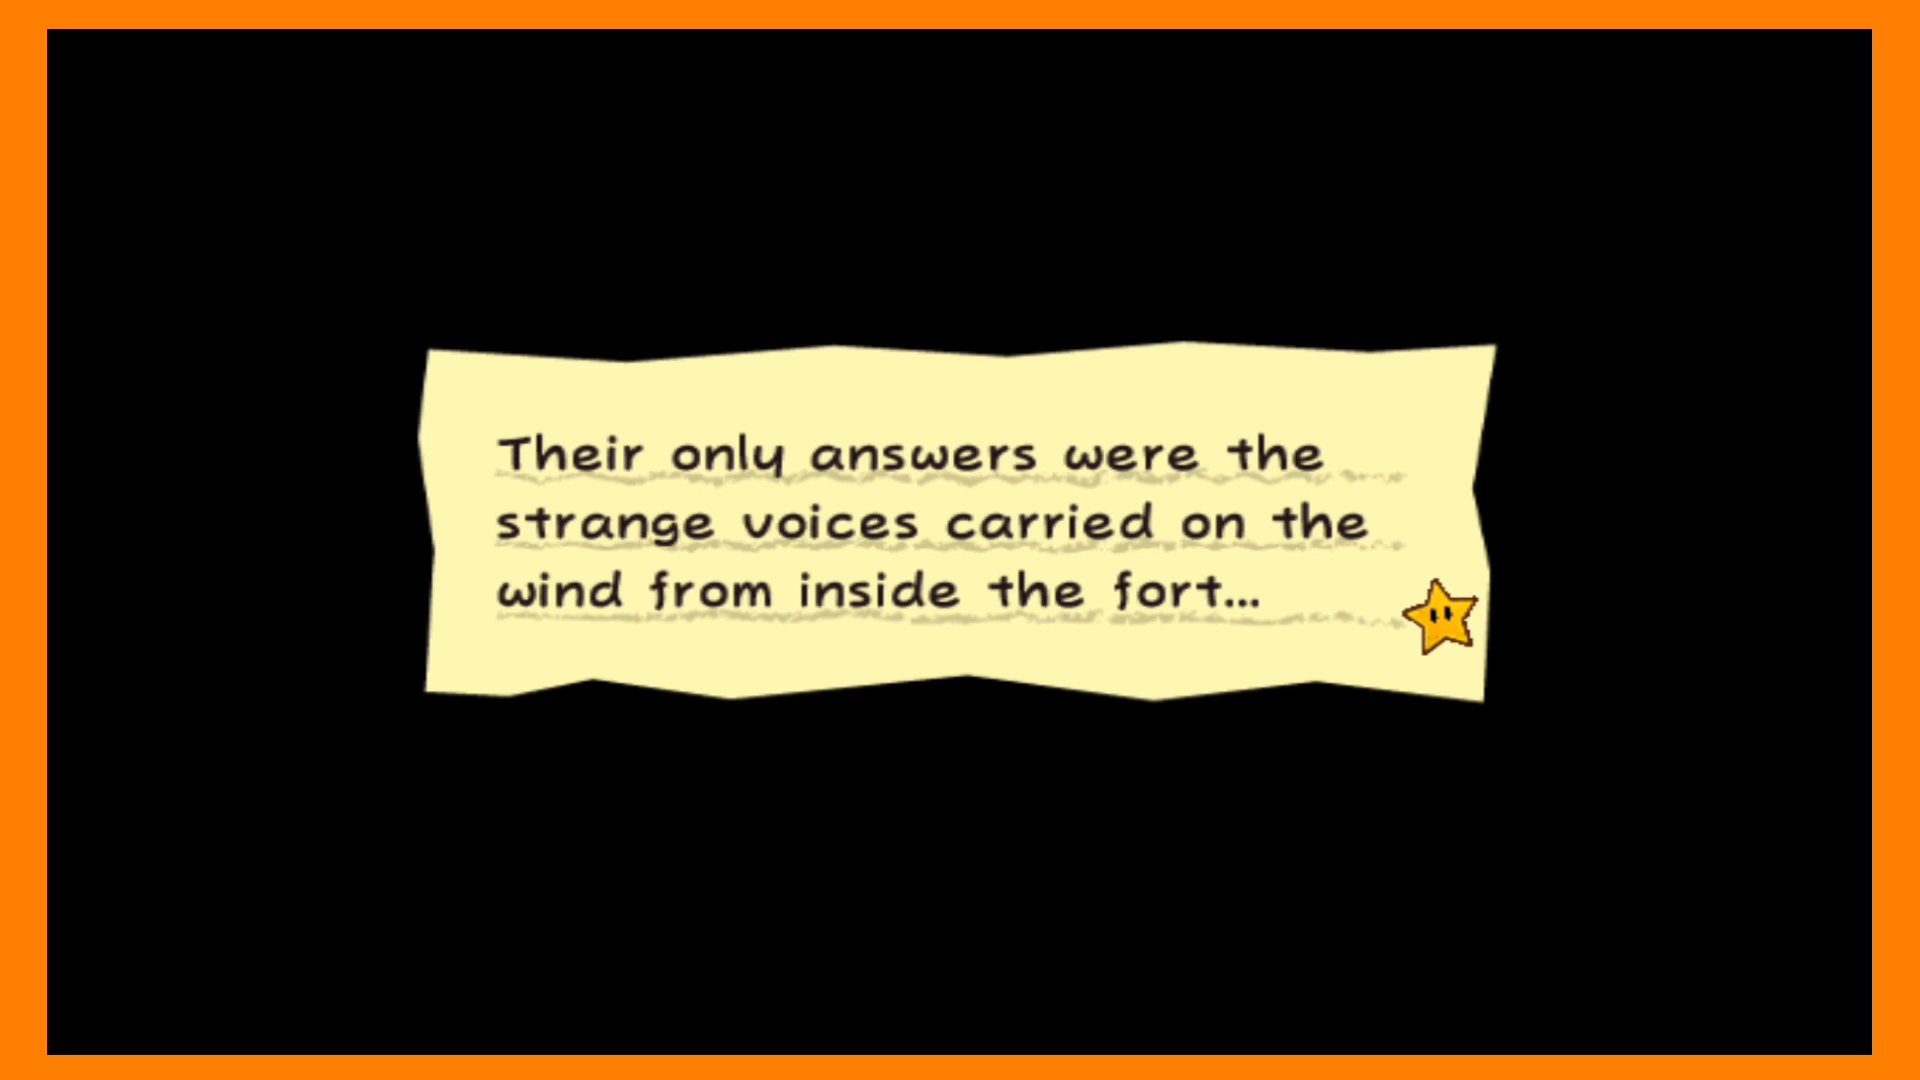 Their only answers were the
strange voices carried on the
wind from inside the fort...